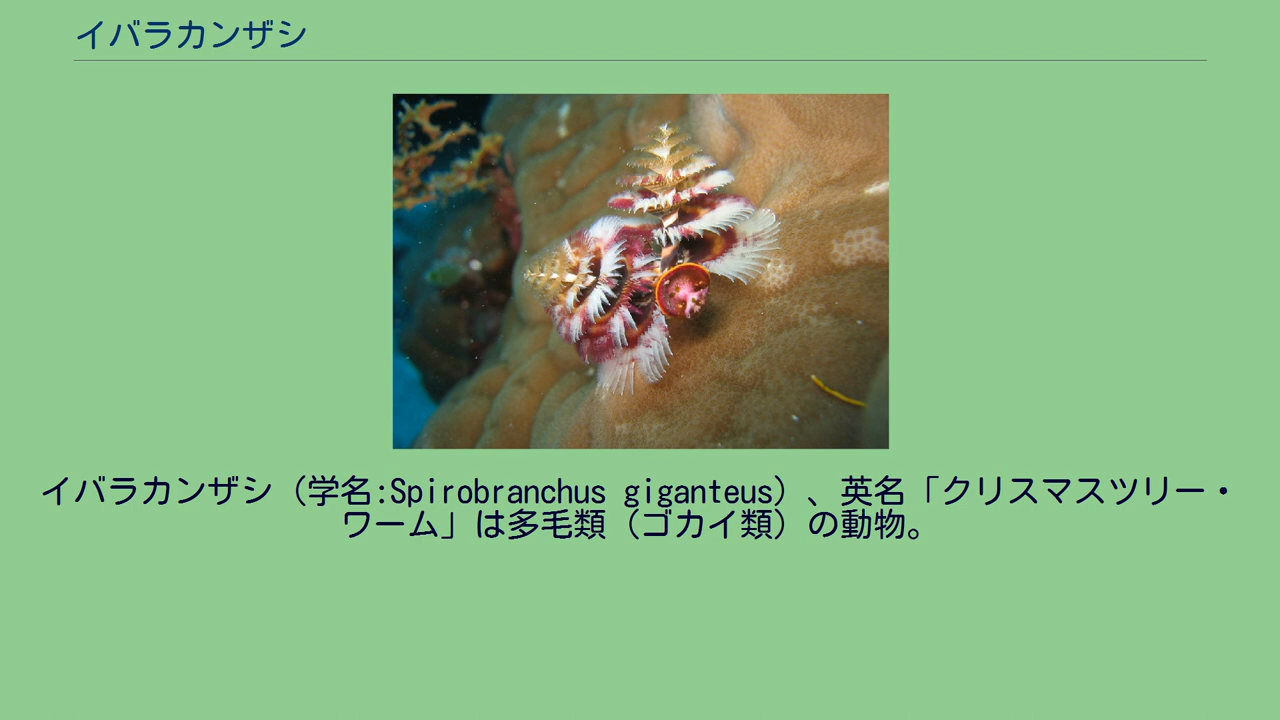 イバラカンザシ
イバラカンザシ（学名:Spirobranchus giganteus）、英名「クリスマスツリー・
ワーム」は多毛類（ゴカイ類）の動物。